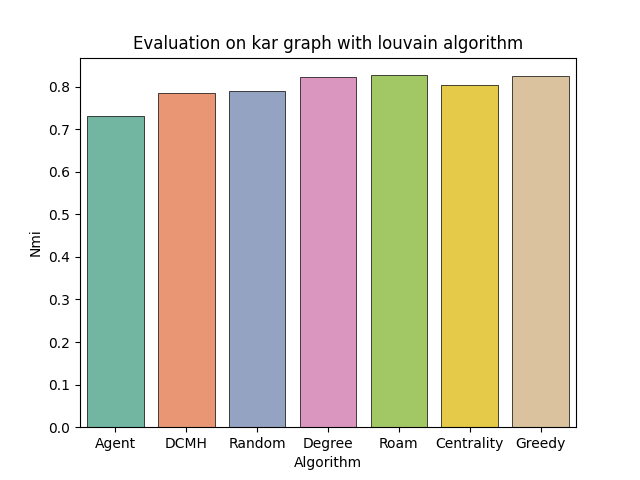 Evaluation on kar graph with louvain algorithm
0.8
0.7
0.6
0.5
0.4
0.3
0.2
0.1
0.0
Nmi
Agent DCMH Random Degree Roam Centrality Greedy
Algorithm